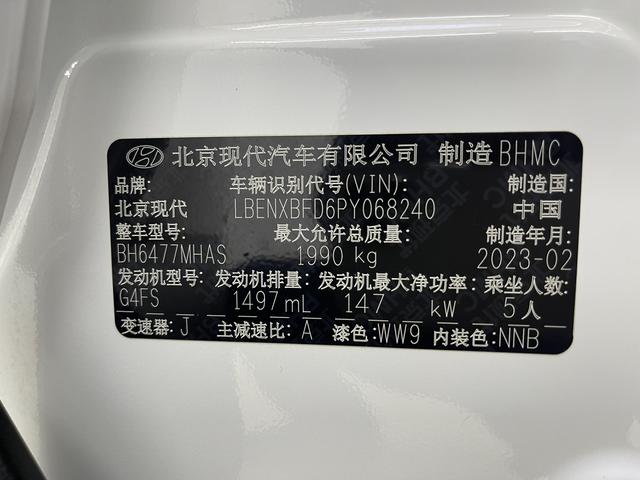 北京现代汽车有限公司 制造 BHMC
品牌: 车辆识别代号(VIN): 制造国:
北京现代 LBENXBFD6PY068240 中国
整车型号: 最大允许总质量: 制造年月:
BH6477MHAS 1990 kg 2023-02
发动机型号: 发动机排量: 发动机最大净功率: 乘坐人数:
G4FS 1497 mL 147 kW 5人
变速器: J 主减速比: A 漆色: WW9 内装色: NNB